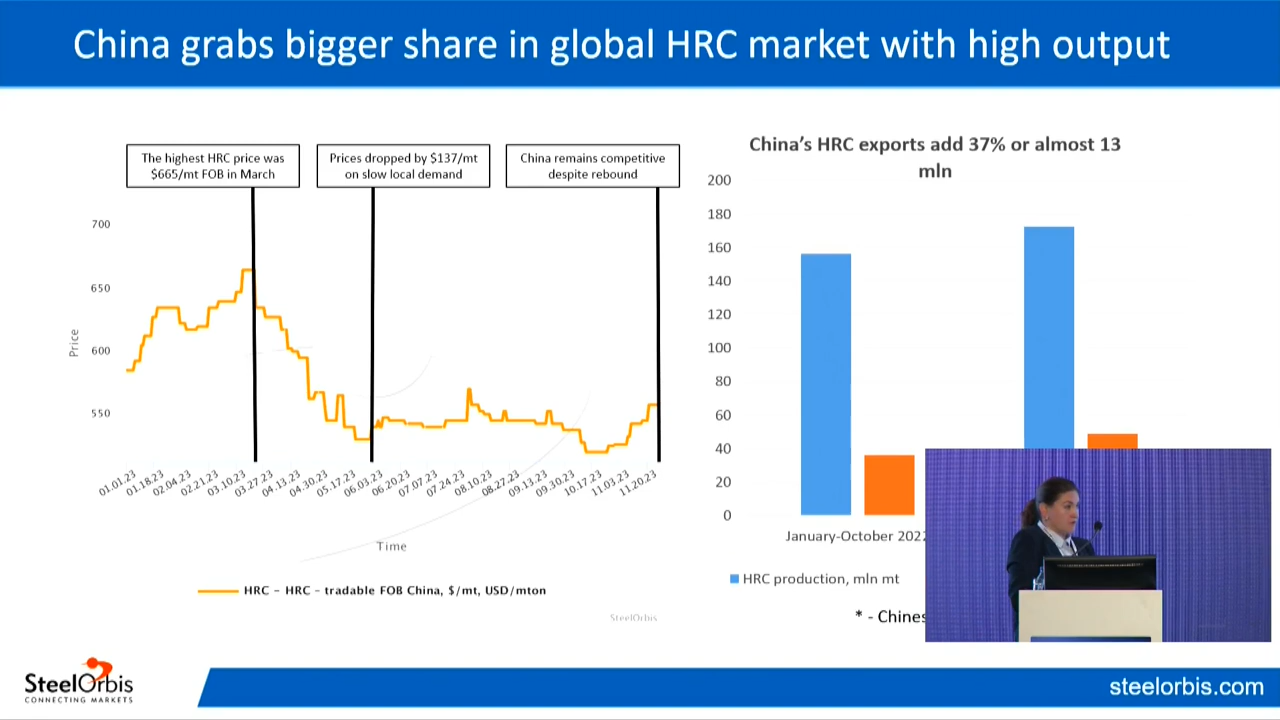 China grabs bigger share in global HRC market with high output
The highest HRC price was
$665/mt FOB in March
Prices dropped by $137/mt
on slow local demand
China remains competitive
despite rebound
700
650
600
550
Price
01.01.23
01.18.23
02.04.23
02.21.23
03.10.23
03.27.23
04.13.23
04.30.23
05.17.23
06.03.23
06.20.23
07.07.23
07.24.23
08.10.23
08.27.23
09.13.23
09.30.23
10.17.23
11.03.23
11.20.23
Time
HRC – HRC – tradable FOB China, $/mt, USD/mton
SteelOrbis
China's HRC exports add 37% or almost 13
mln
200
180
160
140
120
100
80
60
40
20
0
January-October 2022
HRC production, mln mt
* - Chines
SteelOrbis
CONNECTING MARKETS
steelorbis.com